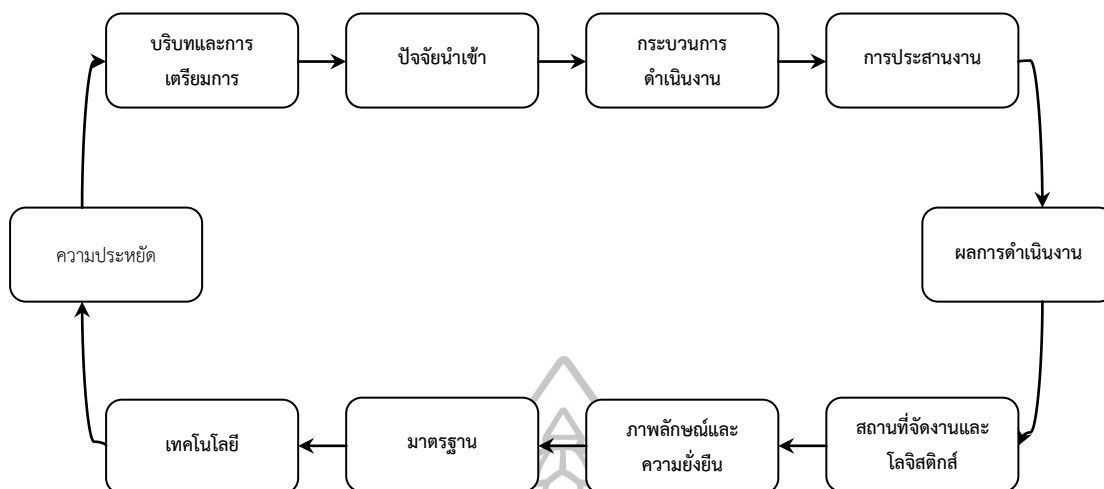 บริบทและการ
เตรียมการ
ปัจจัยนำเข้า
กระบวนการ
ดำเนินงาน
การประสานงาน
ความประหยัด
ผลการดำเนินงาน
เทคโนโลยี
มาตรฐาน
ภาพลักษณ์และ
ความยั่งยืน
สถานที่จัดงานและ
โลจิสติกส์